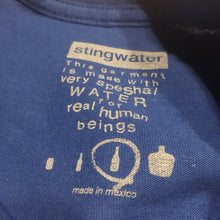 stingwater
This garment
is made with
very speshal
WATER
for
real human
beings
made in mexico